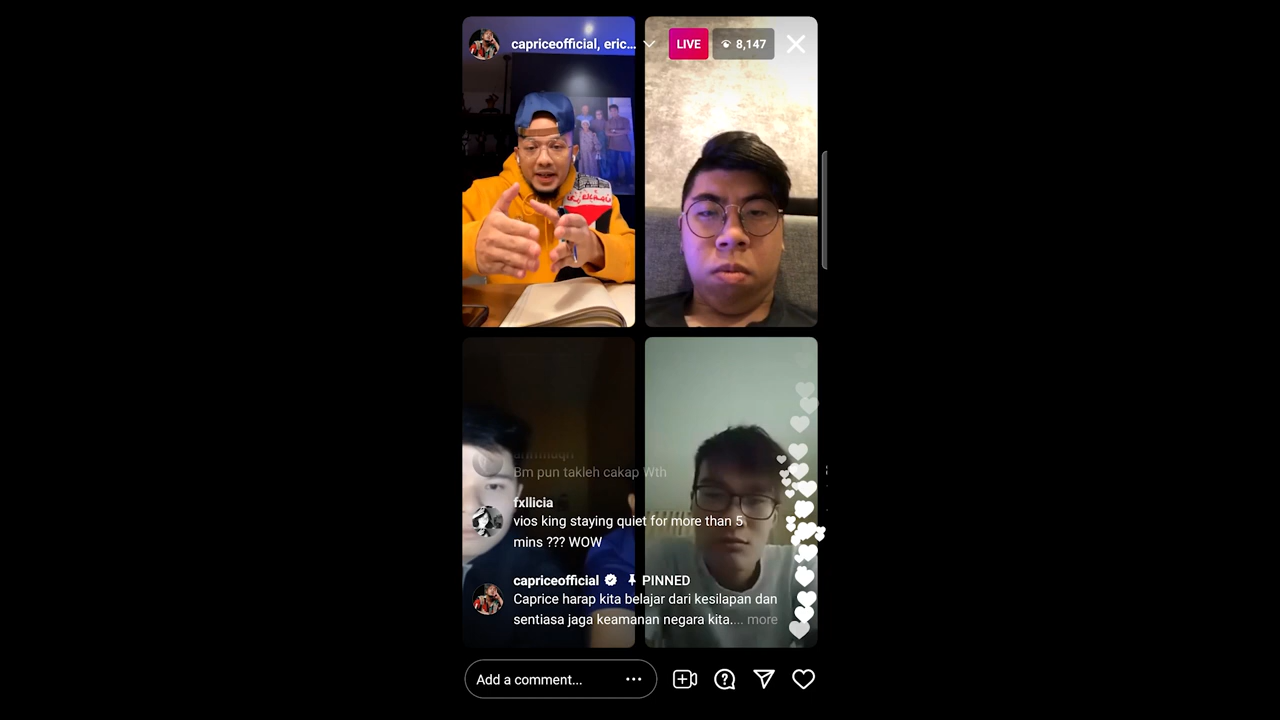 capriceofficial, eric...
LIVE
8,147
Bm pun takleh cakap Wth
fxllicia
vios king staying quiet for more than 5
mins ??? WOW
capriceofficial PINNED
Caprice harap kita belajar dari kesilapan dan
sentiasa jaga keamanan negara kita.... more
Add a comment...